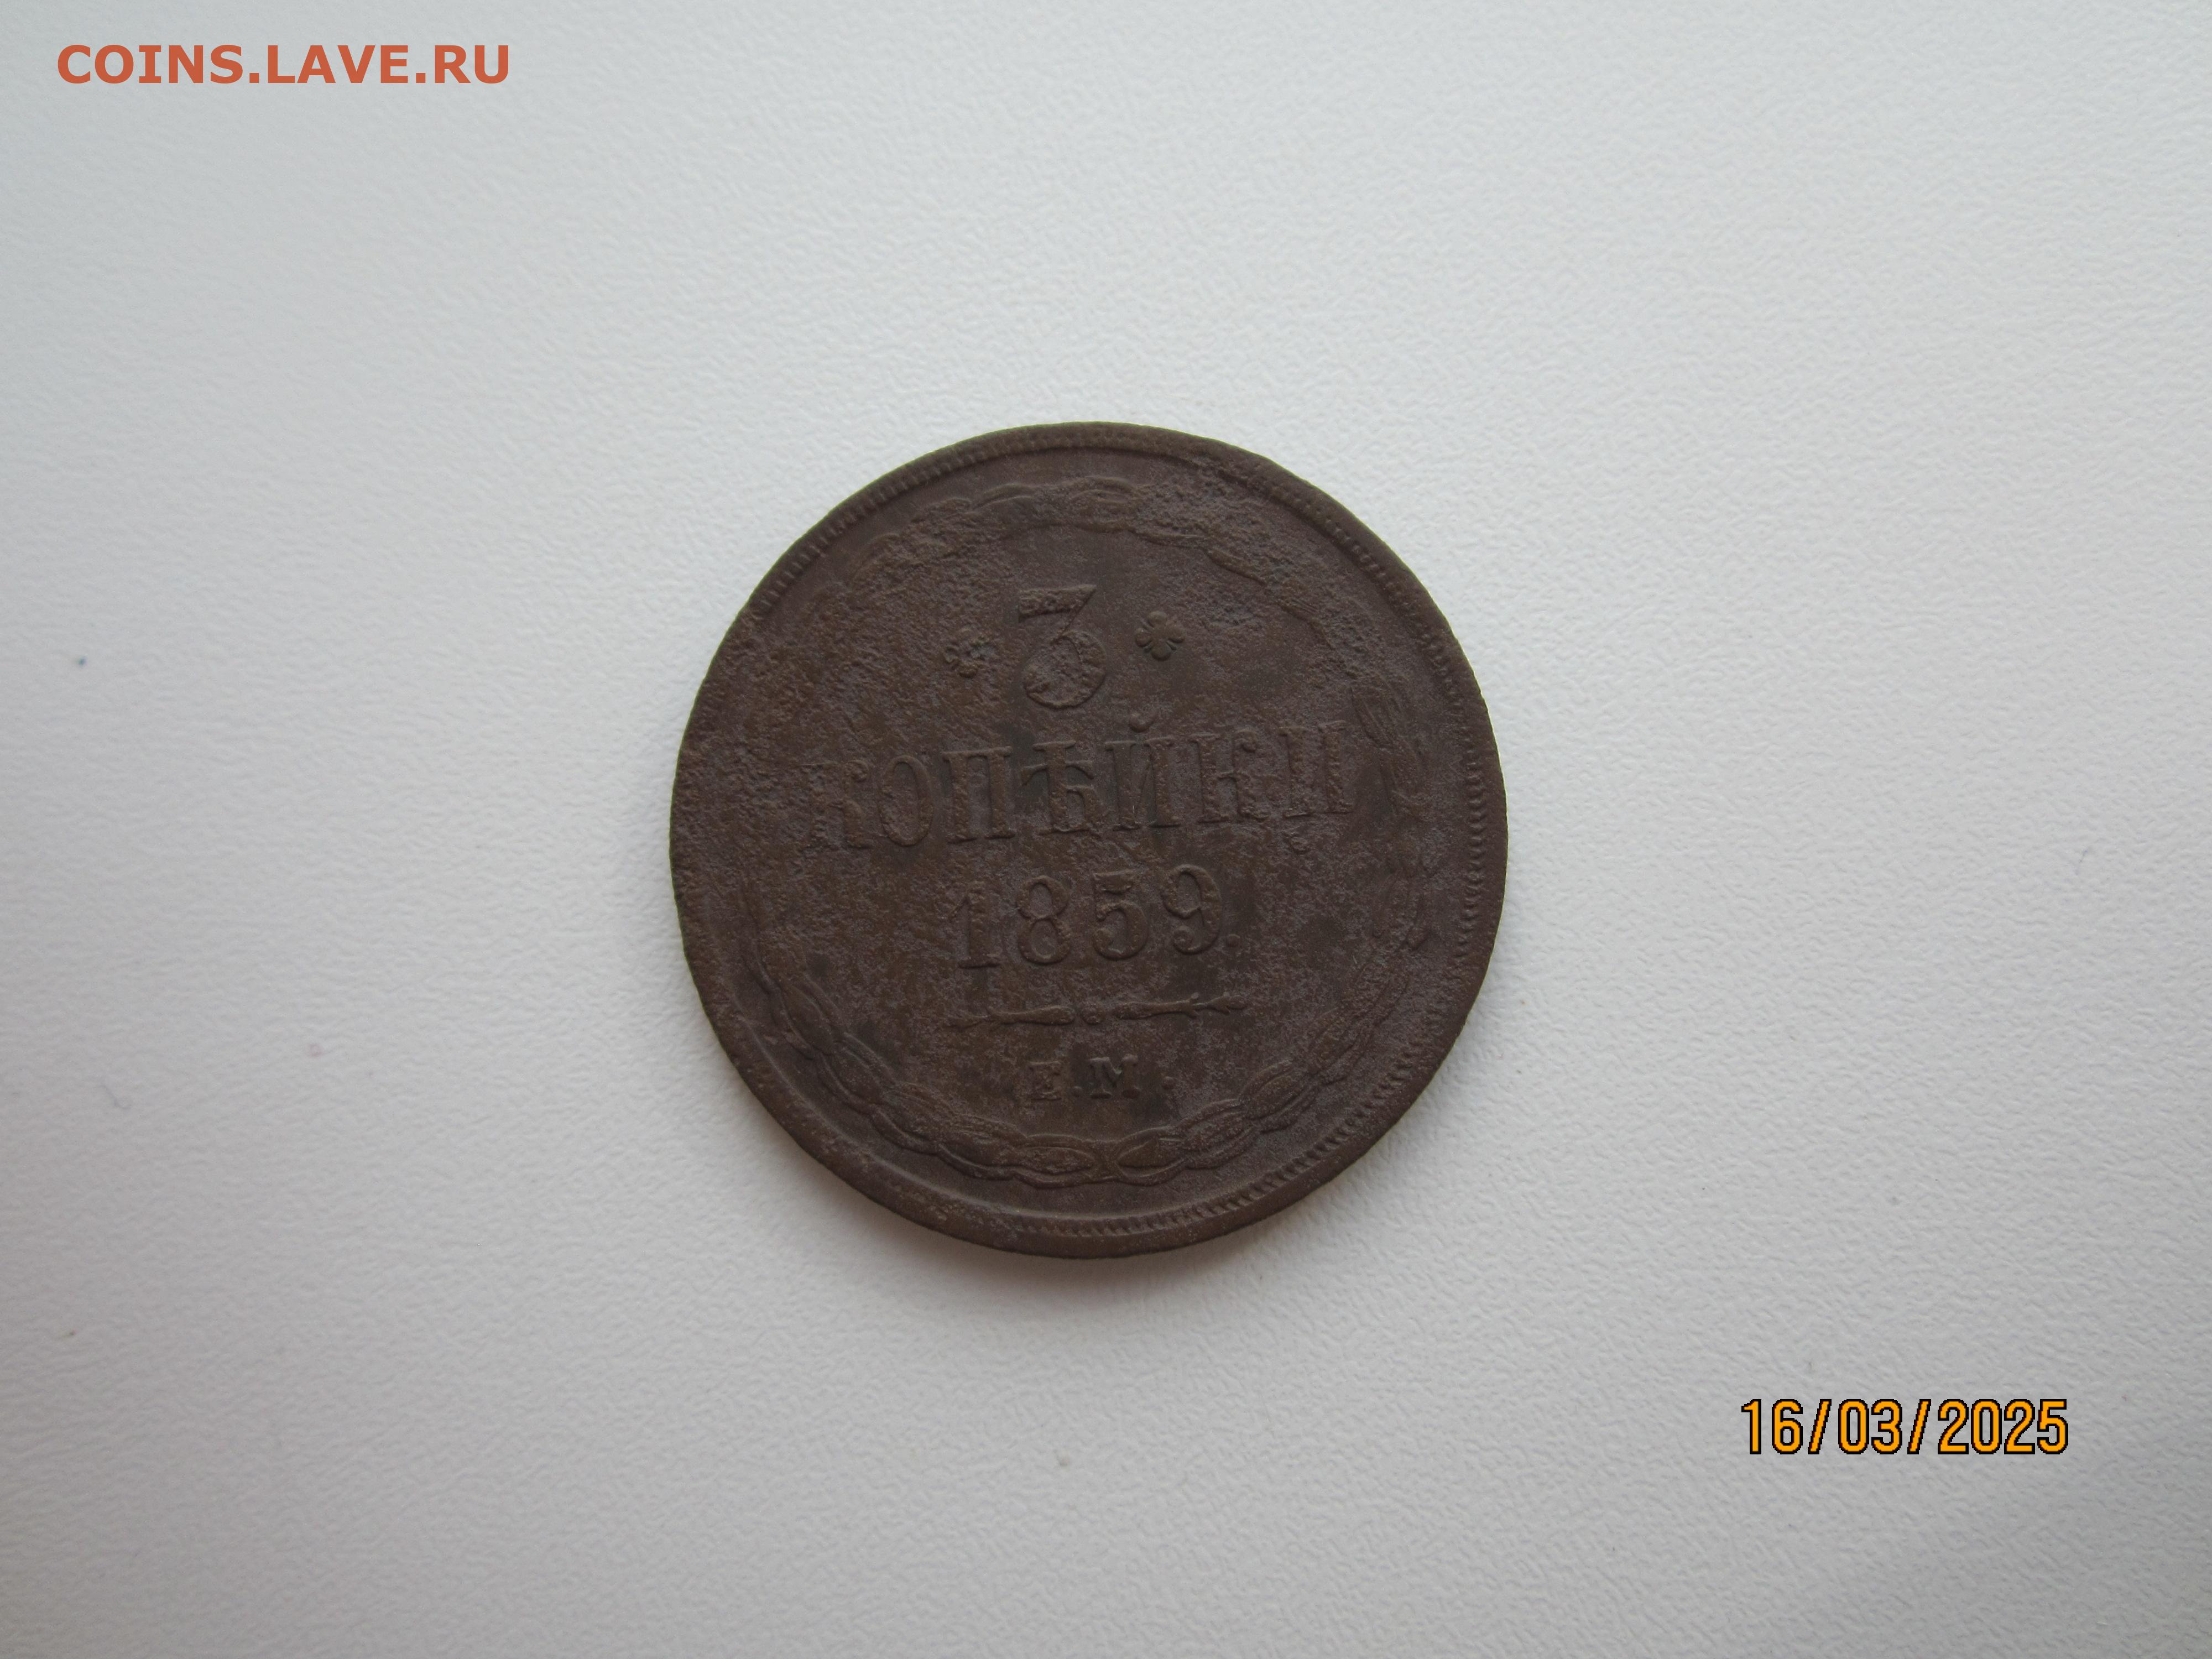 COINS.LAVE.RU
3
КОПѢЙКИ
1859.
Е.М.
16/03/2025